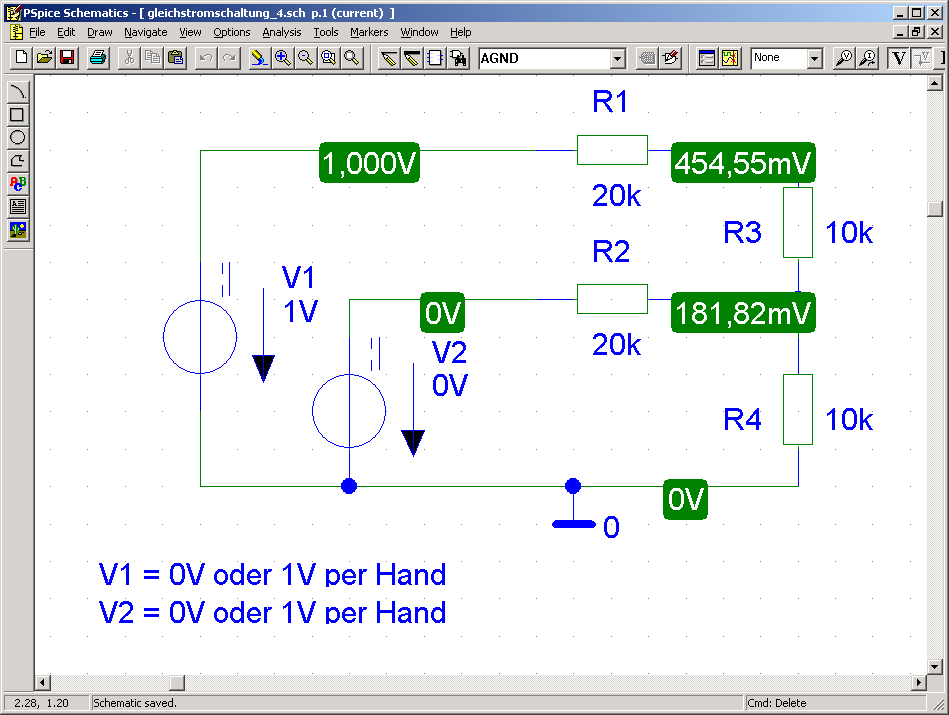 PSpice Schematics - [ gleichstromschaltung_4.sch p.1 (current) ]
File Edit Draw Navigate View Options Analysis Tools Markers Window Help
AGND
None
V
ABC
R1
1,000V
454,55mV
20k
R3
10k
R2
V1
1V
0V
181,82mV
20k
V2
0V
R4
10k
0V
0
V1 = 0V oder 1V per Hand
V2 = 0V oder 1V per Hand
2.28, 1.20
Schematic saved.
Cmd: Delete